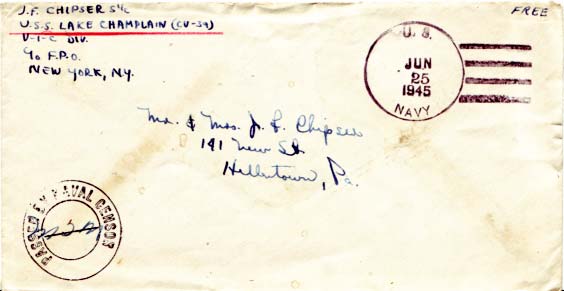 J.F. CHIPSER S1/C
U.S.S. LAKE CHAMPLAIN (CV-39)
V-1-C DIV.
℅ F.P.O.
NEW YORK, N.Y.
FREE
U. S.
JUN
25
1945
NAVY
Mr. & Mrs. J. F. Chipser
141 New St.
Hellertown, Pa.
PASSED BY NAVAL CENSOR